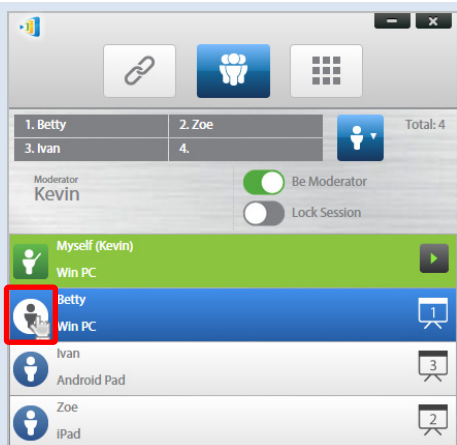 1. Betty 2. Zoe Total: 4
3. Ivan 4.
Moderator
Kevin
Be Moderator
Lock Session
Myself (Kevin)
Win PC
Betty
Win PC
1
Ivan
Android Pad
3
Zoe
iPad
2